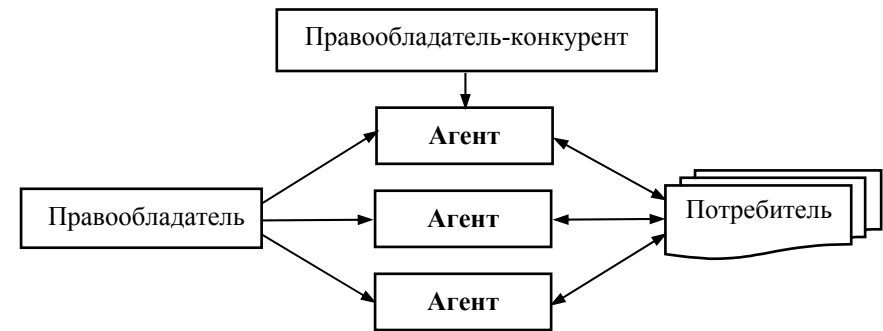 Правообладатель-конкурент
Агент
Правообладатель
Агент
Потребитель
Агент